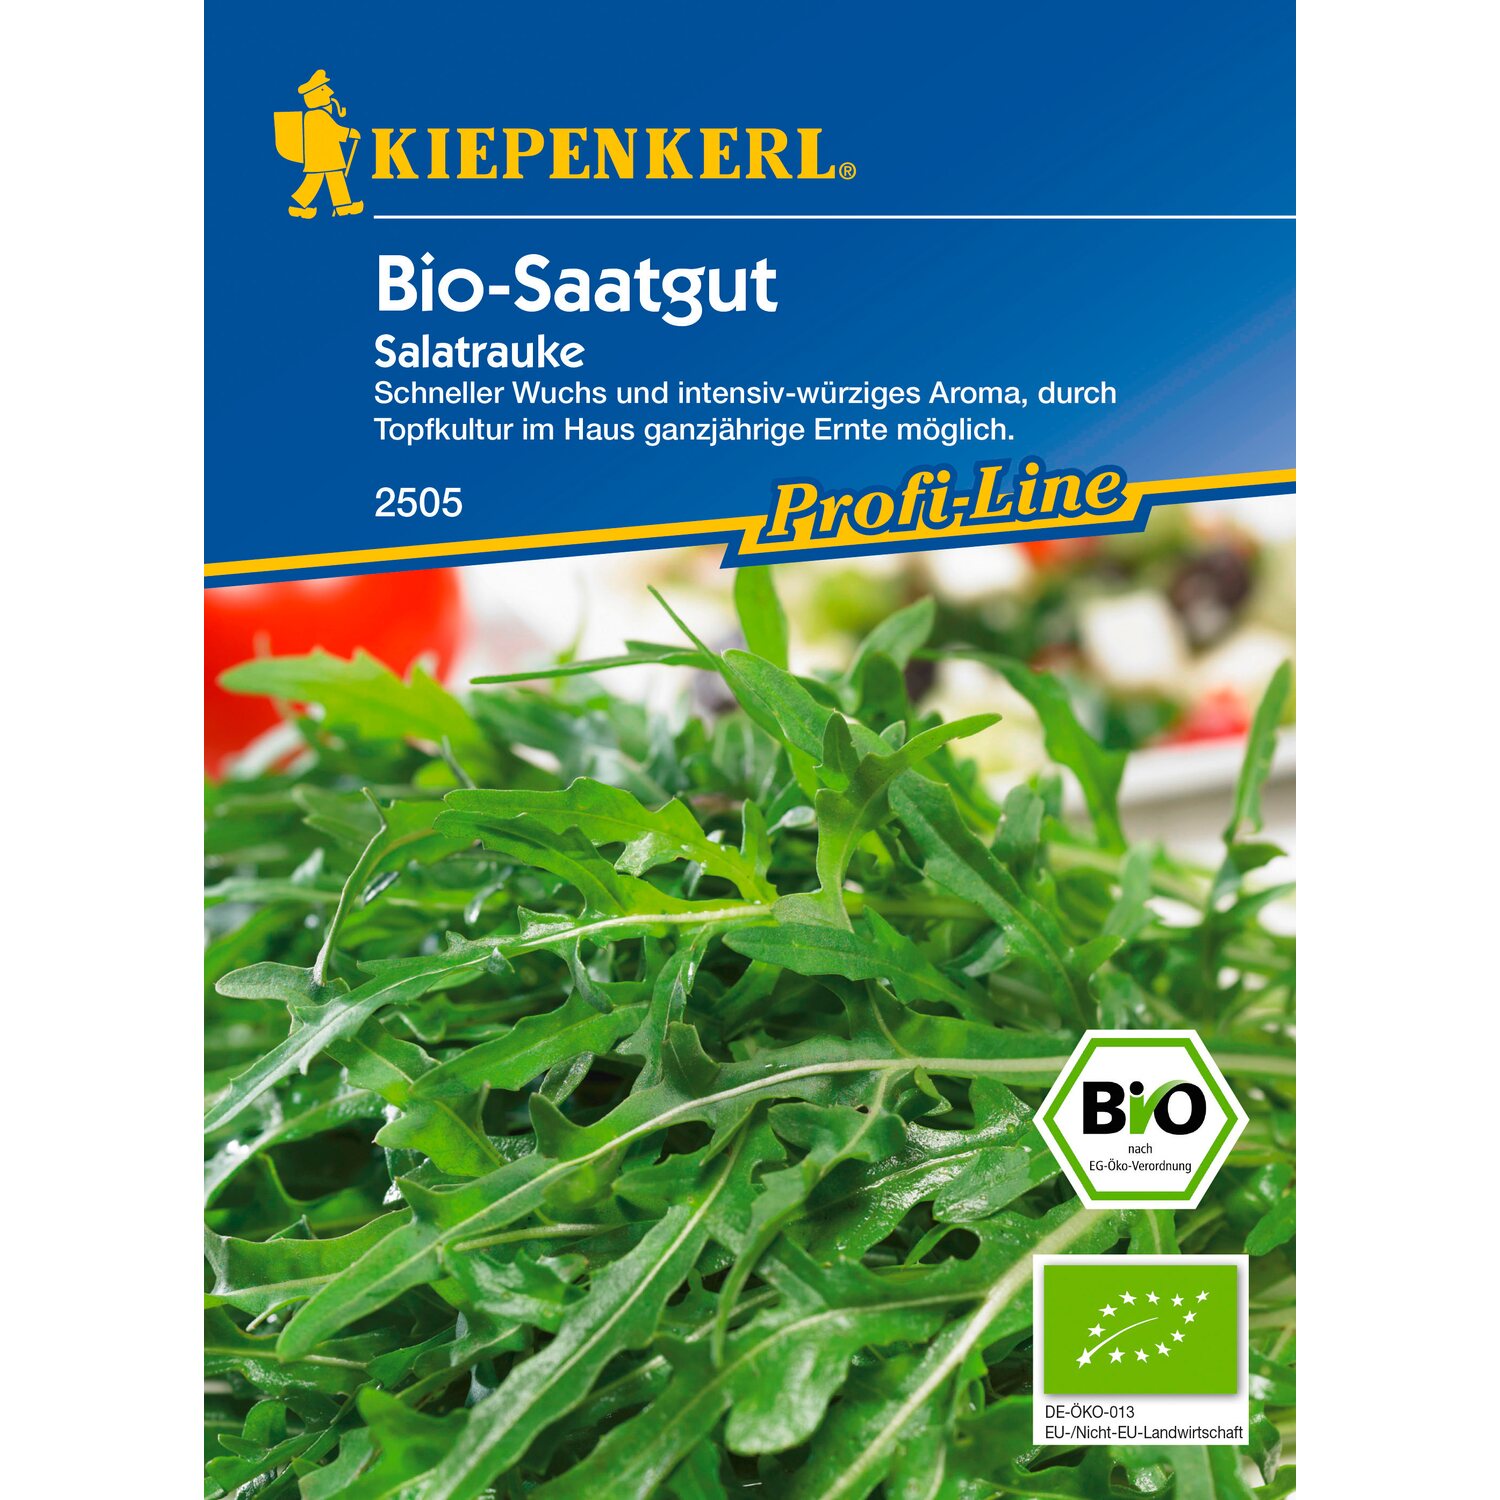 KIEPENKERL®
Bio-Saatgut
Salatrauke
Schneller Wuchs und intensiv-würziges Aroma, durch
Topfkultur im Haus ganzjährige Ernte möglich.
2505
Profi-Line
BiO
nach
EG-Öko-Verordnung
DE-ÖKO-013
EU-/Nicht-EU-Landwirtschaft